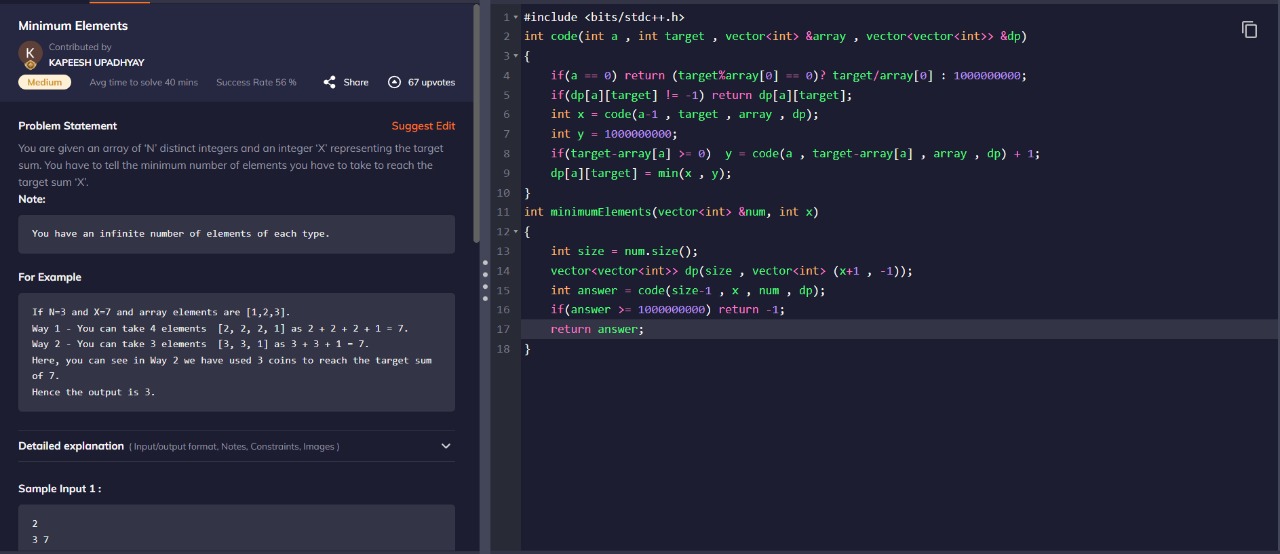 Minimum Elements
K
Contributed by
KAPEESH UPADHYAY
Medium Avg time to solve 40 mins Success Rate 56 % Share 67 upvotes
Problem Statement Suggest Edit
You are given an array of 'N' distinct integers and an integer 'X' representing the target
sum. You have to tell the minimum number of elements you have to take to reach the
target sum 'X'.
Note:
You have an infinite number of elements of each type.
For Example
If N=3 and X=7 and array elements are [1,2,3].
Way 1 - You can take 4 elements  [2, 2, 2, 1] as 2 + 2 + 2 + 1 = 7.
Way 2 - You can take 3 elements  [3, 3, 1] as 3 + 3 + 1 = 7.
Here, you can see in Way 2 we have used 3 coins to reach the target sum
of 7.
Hence the output is 3.
Detailed explanation ( Input/output format, Notes, Constraints, Images )
Sample Input 1 :
2
3 7
1 #include <bits/stdc++.h>
2 int code(int a , int target , vector<int> &array , vector<vector<int>> &dp)
3 {
4     if(a == 0) return (target%array[0] == 0)? target/array[0] : 1000000000;
5     if(dp[a][target] != -1) return dp[a][target];
6     int x = code(a-1 , target , array , dp);
7     int y = 1000000000;
8     if(target-array[a] >= 0)  y = code(a , target-array[a] , array , dp) + 1;
9     dp[a][target] = min(x , y);
10 }
11 int minimumElements(vector<int> &num, int x)
12 {
13     int size = num.size();
14     vector<vector<int>> dp(size , vector<int> (x+1 , -1));
15     int answer = code(size-1 , x , num , dp);
16     if(answer >= 1000000000) return -1;
17     return answer;
18 }